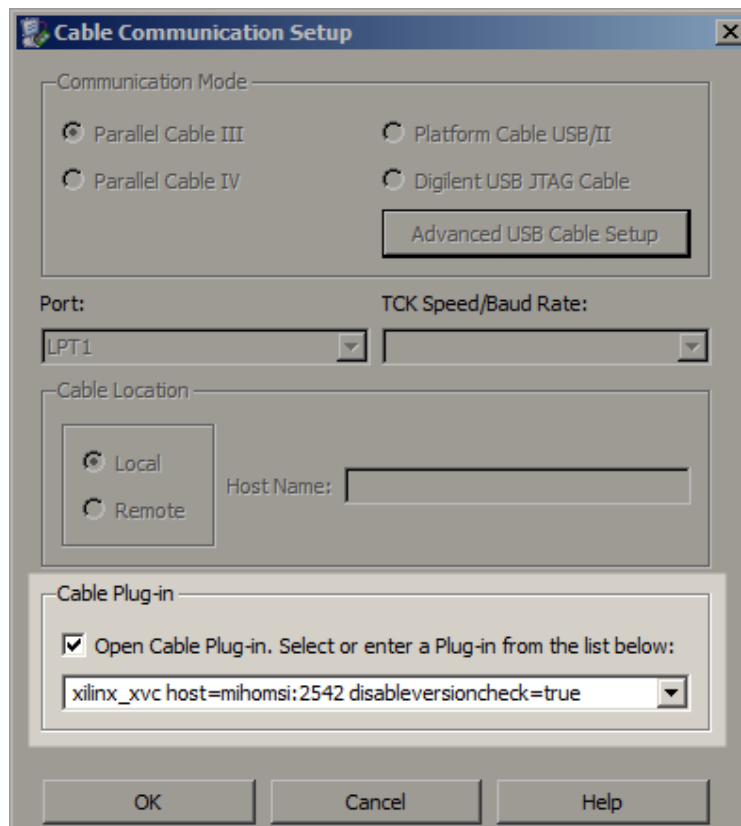 Cable Communication Setup
Communication Mode
Parallel Cable III
Platform Cable USB/II
Parallel Cable IV
Digilent USB JTAG Cable
Advanced USB Cable Setup
Port:
TCK Speed/Baud Rate:
LPT1
Cable Location
Local
Host Name:
Remote
Cable Plug-in
Open Cable Plug-in. Select or enter a Plug-in from the list below:
xilinx_xvc host=mihomsi:2542 disableversioncheck=true
OK
Cancel
Help